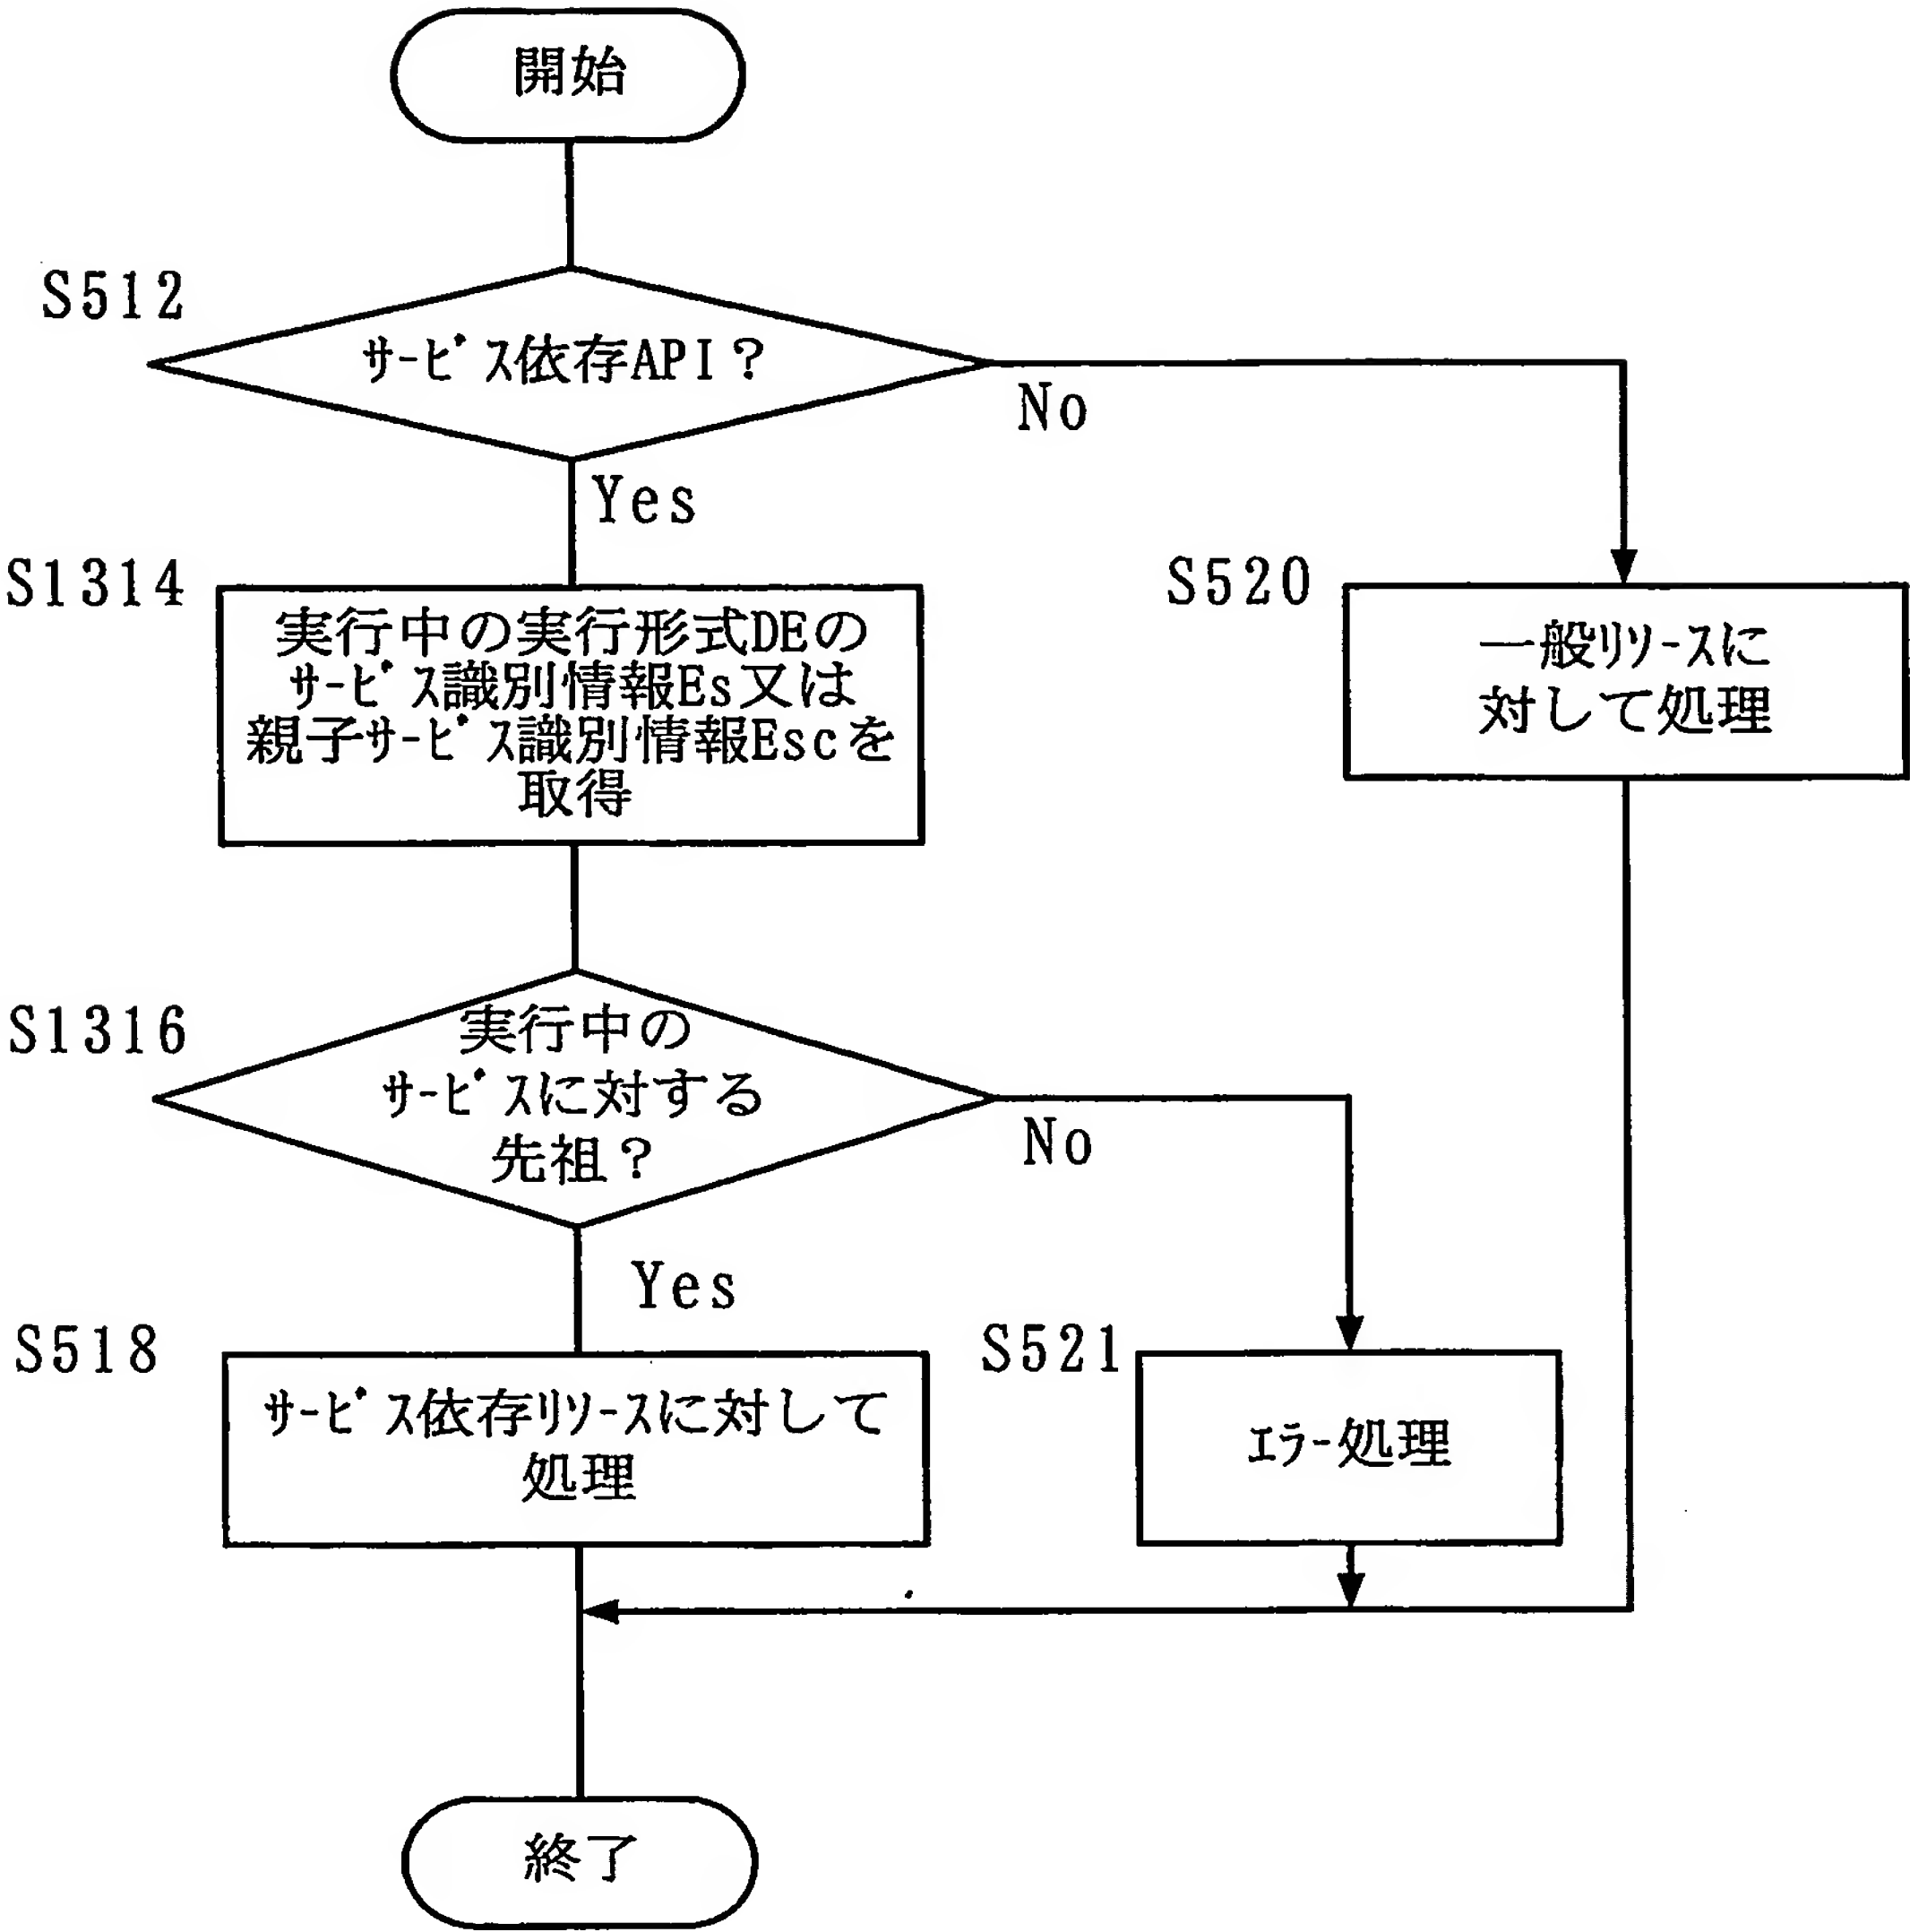 開始
S512
ｻｰﾋﾞｽ依存API？
No
Yes
S1314
実行中の実行形式DEの
ｻｰﾋﾞｽ識別情報Es又は
親子ｻｰﾋﾞｽ識別情報Escを
取得
S520
一般ﾘｿｰｽに
対して処理
S1316
実行中の
ｻｰﾋﾞｽに対する
先祖？
No
Yes
S518
ｻｰﾋﾞｽ依存ﾘｿｰｽに対して
処理
S521
ｴﾗｰ処理
終了